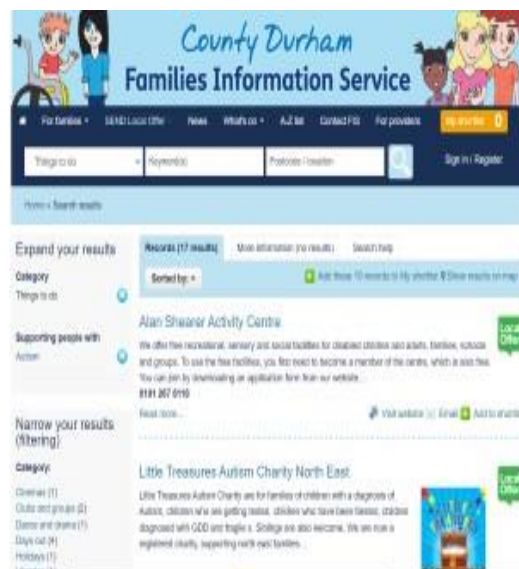 County Durham
Families Information Service
For families SEND Local Offer News What's on A-Z list Contact FIS For providers My shortlist 0
Things to do Keyword(s) Postcode / location Sign in / Register
Home » Search results
Expand your results
Category
Things to do
Supporting people with
Autism
Narrow your results
(filtering)
Category:
Cinemas (1)
Clubs and groups (2)
Dance and drama (1)
Days out (4)
Holidays (1)
Records (17 results) More information (no results) Search help
Sorted by:
Add these 10 records to My shortlist Show results on map
Alan Shearer Activity Centre
Local
Offer
We offer free recreational, sensory and social facilities for disabled children and adults, families, schools
and groups. To use the free facilities, you first need to become a member of the centre, which is also free.
You can join by downloading an application form from our website.
0191 267 8118
Read more...
Visit website Email Add to shortlist
Little Treasures Autism Charity North East
Local
Offer
Little Treasures Autism Charity are for families of children with a diagnosis of
Autism, children who are getting tested, children who have been tested, children
diagnosed with GDD and fragile x. Siblings are also welcome. We are now a
registered charity, supporting north east families.